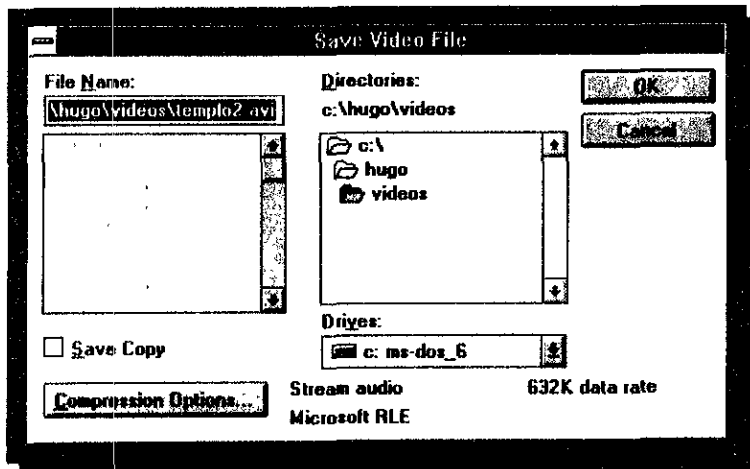 Save Video File
File Name:
\hugo\videos\templo2.avi
Directories:
c:\hugo\videos
OK
Cancel
c:\
hugo
videos
Save Copy
Drives:
c: ms-dos_6
Compression Options...
Stream audio
632K data rate
Microsoft RLE